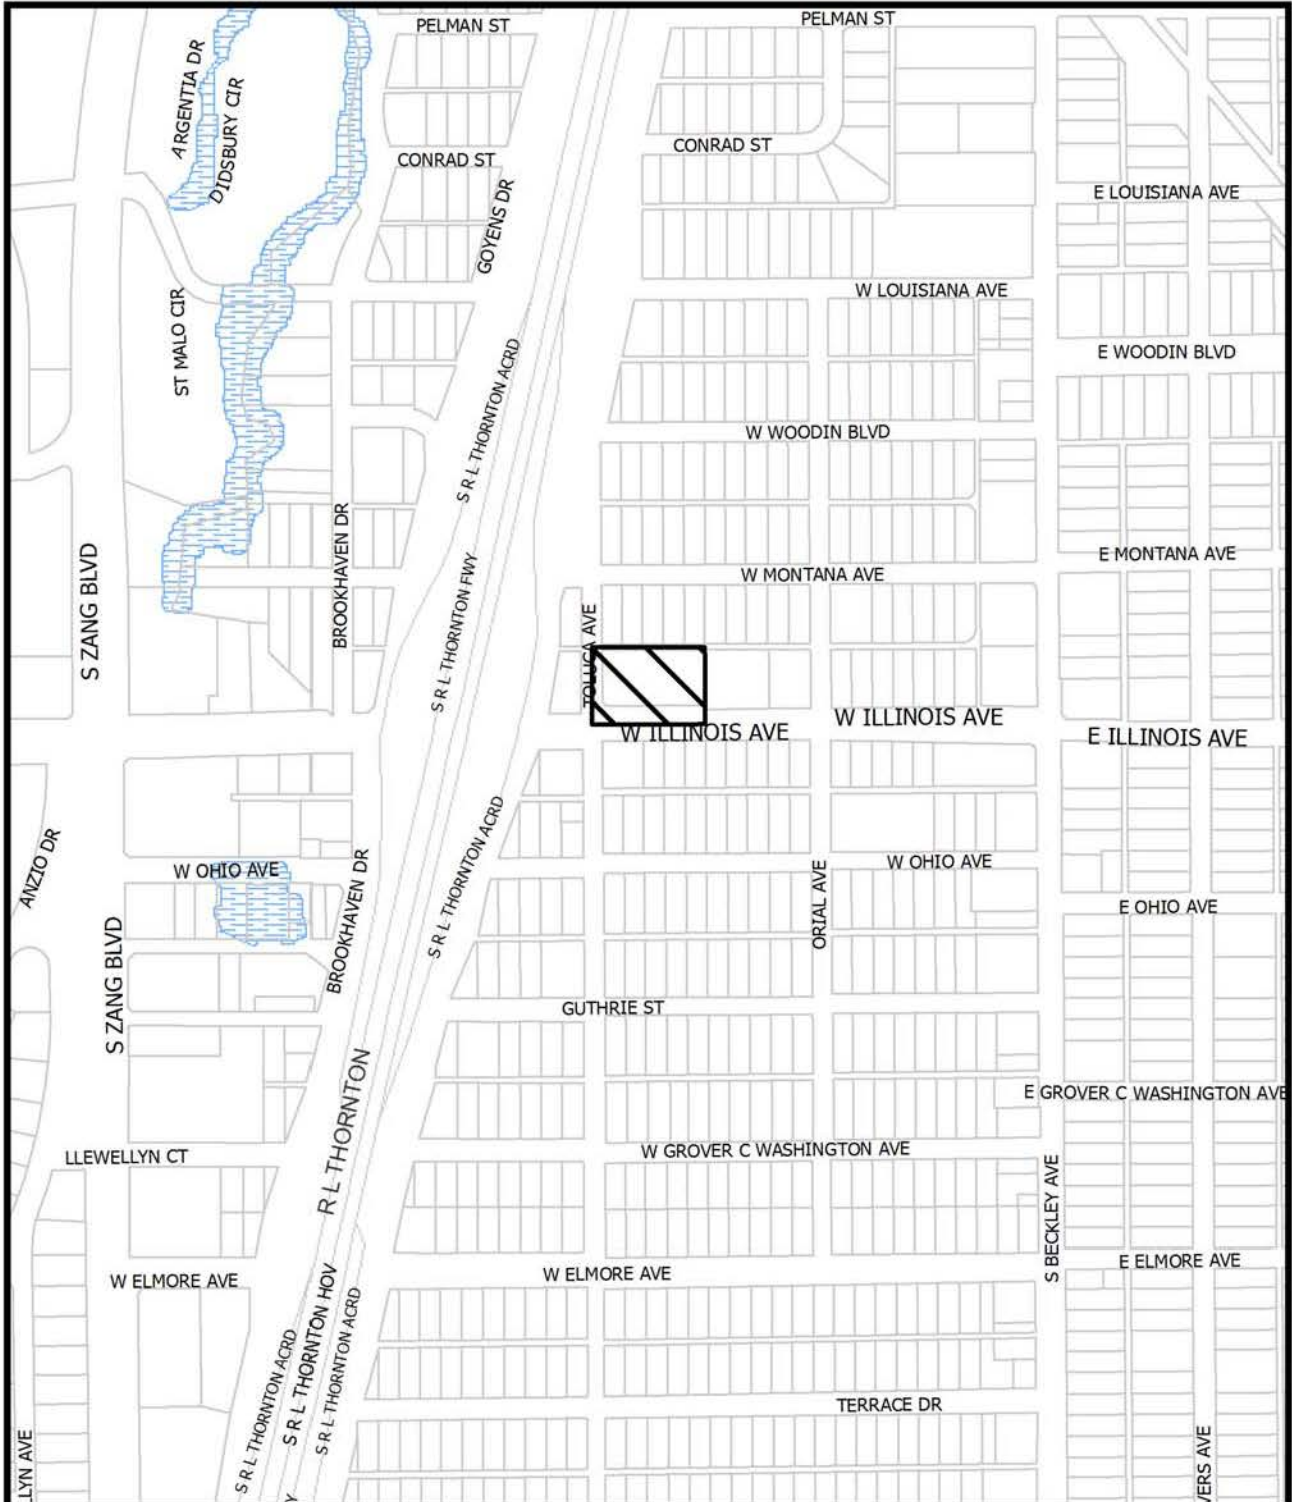 PELMAN ST
PELMAN ST
ARGENTIA DR
DIDSBURY CIR
CONRAD ST
CONRAD ST
E LOUISIANA AVE
GOYENS DR
W LOUISIANA AVE
ST MALO CIR
E WOODIN BLVD
S R L THORNTON ACRD
W WOODIN BLVD
BROOKHAVEN DR
E MONTANA AVE
W MONTANA AVE
S ZANG BLVD
S R L THORNTON FWY
TOLUCA AVE
W ILLINOIS AVE
W ILLINOIS AVE
E ILLINOIS AVE
ANZIO DR
W OHIO AVE
BROOKHAVEN DR
S R L THORNTON ACRD
W OHIO AVE
ORIAL AVE
E OHIO AVE
S ZANG BLVD
GUTHRIE ST
E GROVER C WASHINGTON AVE
R L THORNTON
W GROVER C WASHINGTON AVE
LLEWELLYN CT
S BECKLEY AVE
W ELMORE AVE
W ELMORE AVE
E ELMORE AVE
S R L THORNTON ACRD
S R L THORNTON HOV
S R L THORNTON ACRD
TERRACE DR
LLYN AVE
VERS AVE
Y